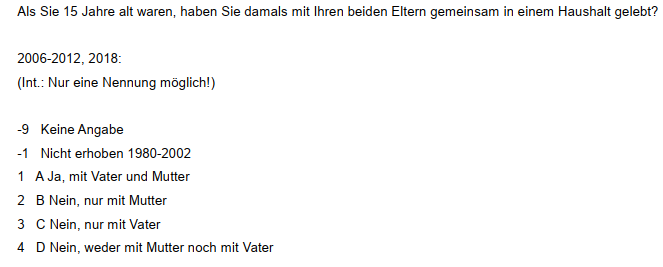 Als Sie 15 Jahre alt waren, haben Sie damals mit Ihren beiden Eltern gemeinsam in einem Haushalt gelebt?
2006-2012, 2018:
(Int.: Nur eine Nennung möglich!)
-9 Keine Angabe
-1 Nicht erhoben 1980-2002
1 A Ja, mit Vater und Mutter
2 B Nein, nur mit Mutter
3 C Nein, nur mit Vater
4 D Nein, weder mit Mutter noch mit Vater